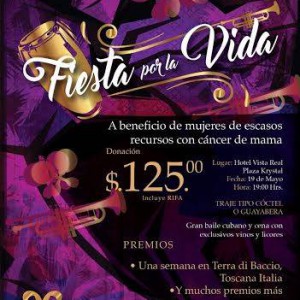 Fiesta por la Vida
A beneficio de mujeres de escasos
recursos con cáncer de mama
Donación
$.125.00
Incluye RIFA
Lugar: Hotel Vista Real
Plaza Krystal
Fecha: 19 de Mayo
Hora: 19:00 Hrs.
TRAJE TIPO CÓCTEL
O GUAYABERA
Gran baile cubano y cena con
exclusivos vinos y licores
PREMIOS
• Una semana en Terra di Baccio,
Toscana Italia
• Y muchos premios más